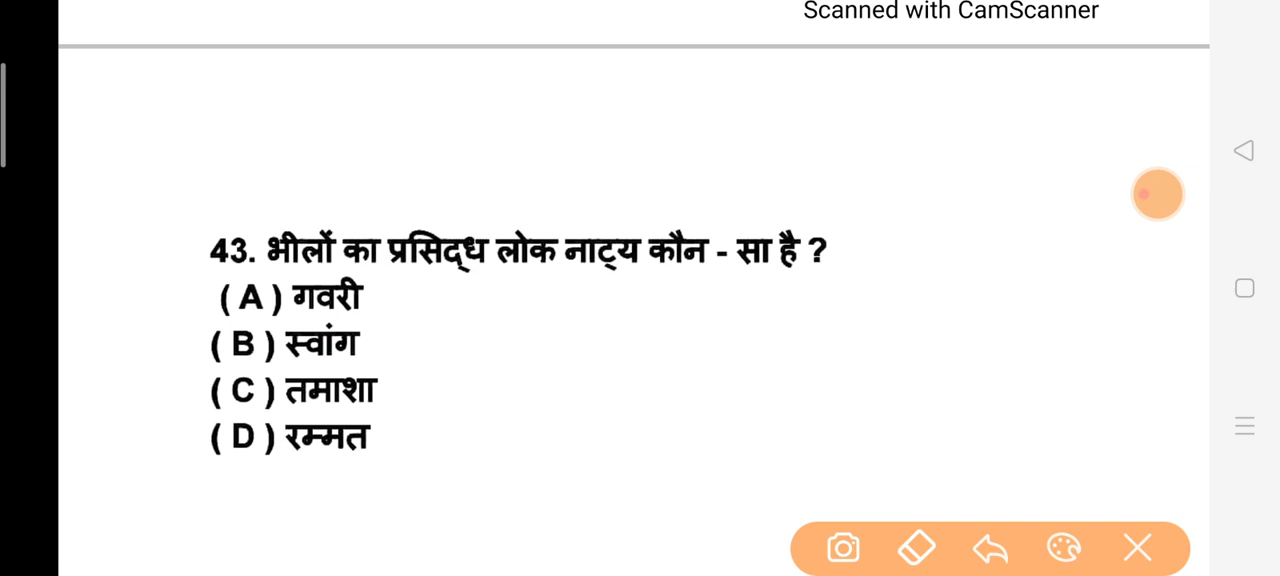 Scanned with CamScanner
43. भीलों का प्रसिद्ध लोक नाट्य कौन - सा है ?
( A ) गवरी
( B ) स्वांग
( C ) तमाशा
( D ) रम्मत